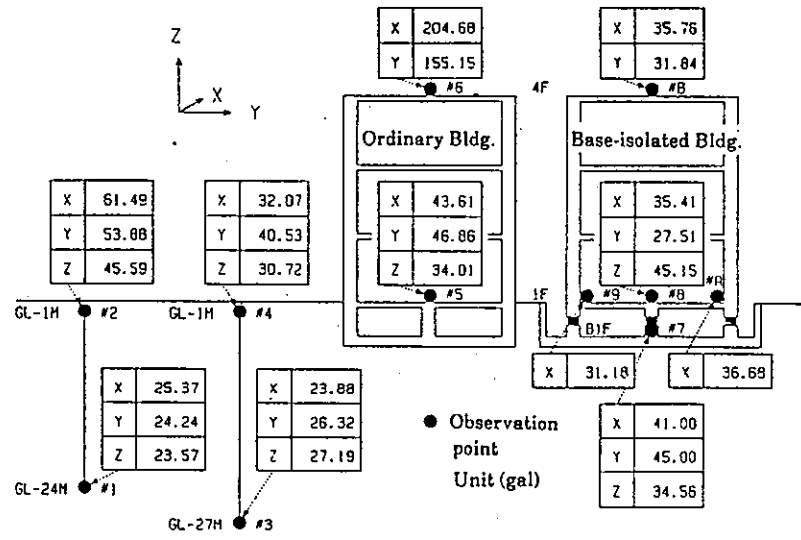 X 204.68
Y 155.15
X 35.76
Y 31.84
Z
X
Y
#6
4F
#B
Ordinary Bldg.
Base-isolated Bldg.
X 61.49
Y 53.88
Z 45.59
X 32.07
Y 40.53
Z 30.72
X 43.61
Y 46.86
Z 34.01
X 35.41
Y 27.51
Z 45.15
GL-1M
#2
GL-1M
#4
#5
1F
#9
#8
B1F
#7
X 31.18
X 36.68
X 25.37
Y 24.24
Z 23.57
X 23.88
Y 26.32
Z 27.19
Observation
point
Unit (gal)
X 41.00
Y 45.00
Z 34.56
GL-24M
#1
GL-27M
#3